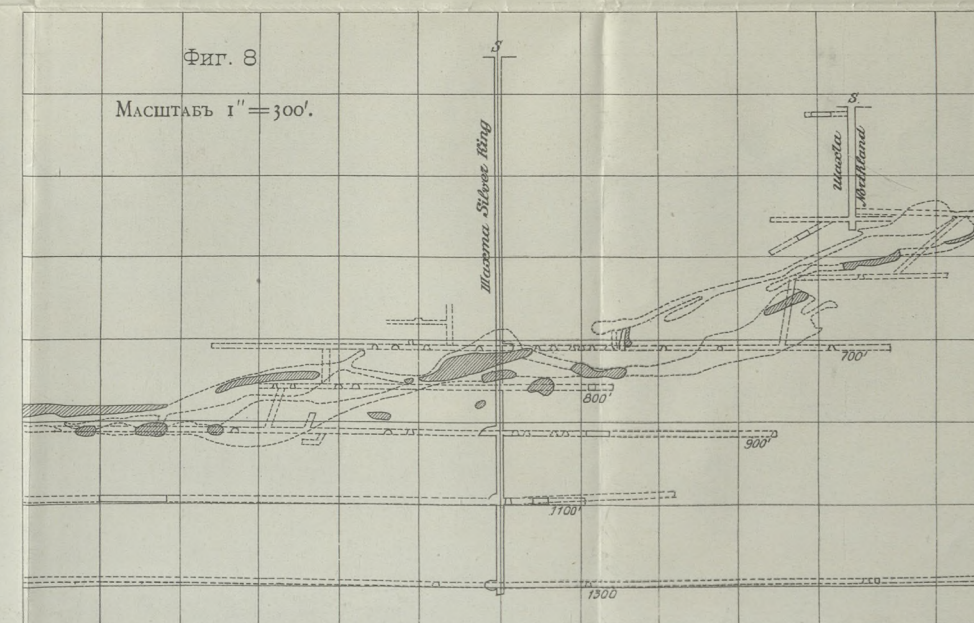 Фиг. 8
Масштабъ 1" = 300'.
S
Шахта Silver King
S.
Шахта
Northland
700'
800'
900'
1100'
1300